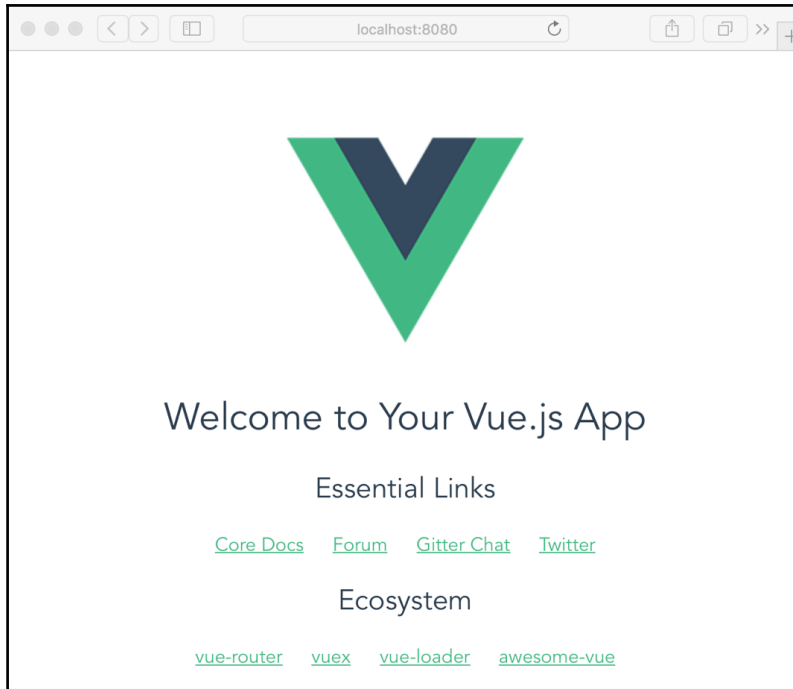 localhost:8080
Welcome to Your Vue.js App
Essential Links
Core Docs Forum Gitter Chat Twitter
Ecosystem
vue-router vuex vue-loader awesome-vue